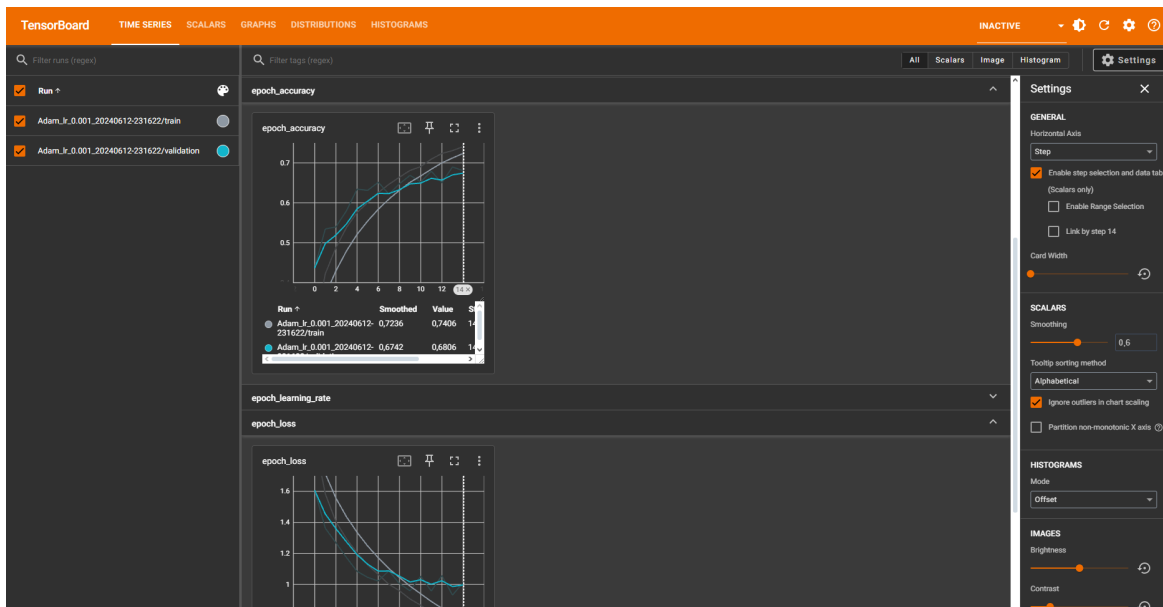 TensorBoard TIME SERIES SCALARS GRAPHS DISTRIBUTIONS HISTOGRAMS INACTIVE
Filter runs (regex) Filter tags (regex) All Scalars Image Histogram Settings
Run ↑
Adam_lr_0.001_20240612-231622/train
Adam_lr_0.001_20240612-231622/validation
epoch_accuracy
epoch_accuracy
0.7
0.6
0.5
0 2 4 6 8 10 12 14 ×
Run ↑ Smoothed Value
Adam_lr_0.001_20240612- 0,7236 0,7406 14
231622/train
Adam_lr_0.001_20240612- 0,6742 0,6806 14
epoch_learning_rate
epoch_loss
epoch_loss
1.6
1.4
1.2
1
Settings
GENERAL
Horizontal Axis
Step
Enable step selection and data tab
(Scalars only)
Enable Range Selection
Link by step 14
Card Width
SCALARS
Smoothing
0,6
Tooltip sorting method
Alphabetical
Ignore outliers in chart scaling
Partition non-monotonic X axis
HISTOGRAMS
Mode
Offset
IMAGES
Brightness
Contrast